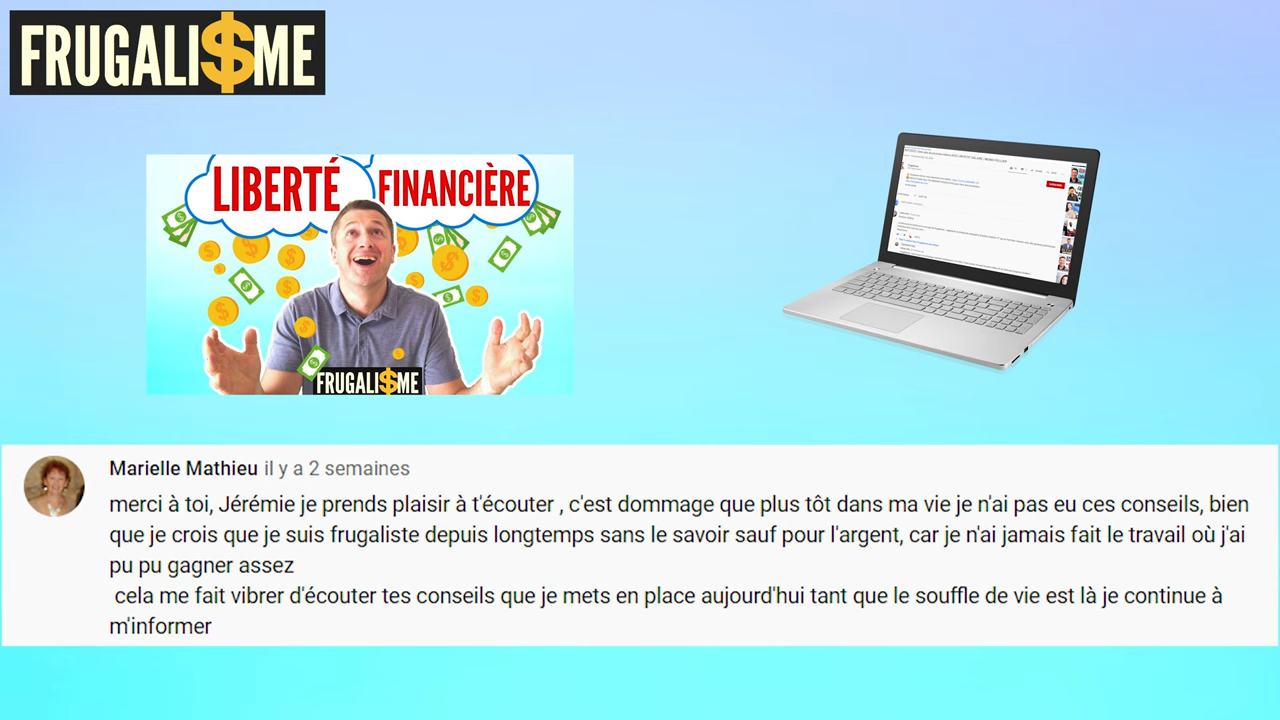 FRUGALI$ME
LIBERTÉ
FINANCIÈRE
FRUGALI$ME
Marielle Mathieu il y a 2 semaines
merci à toi, Jérémie je prends plaisir à t'écouter , c'est dommage que plus tôt dans ma vie je n'ai pas eu ces conseils, bien
que je crois que je suis frugaliste depuis longtemps sans le savoir sauf pour l'argent, car je n'ai jamais fait le travail où j'ai
pu pu gagner assez
cela me fait vibrer d'écouter tes conseils que je mets en place aujourd'hui tant que le souffle de vie est là je continue à
m'informer